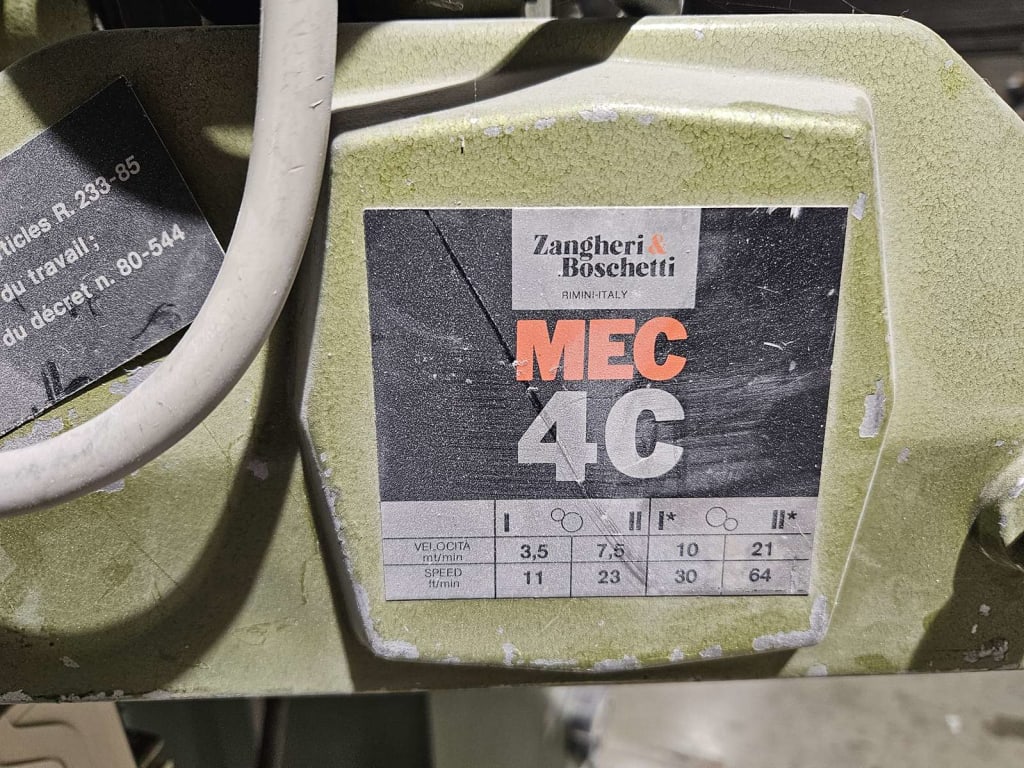 ticles R. 233-85
du travail ;
du décret n. 80-544
Zangheri &
Boschetti
RIMINI-ITALY
MEC
4C
I II I* II*
VELOCITÀ mt/min 3,5 7,5 10 21
SPEED ft/min 11 23 30 64